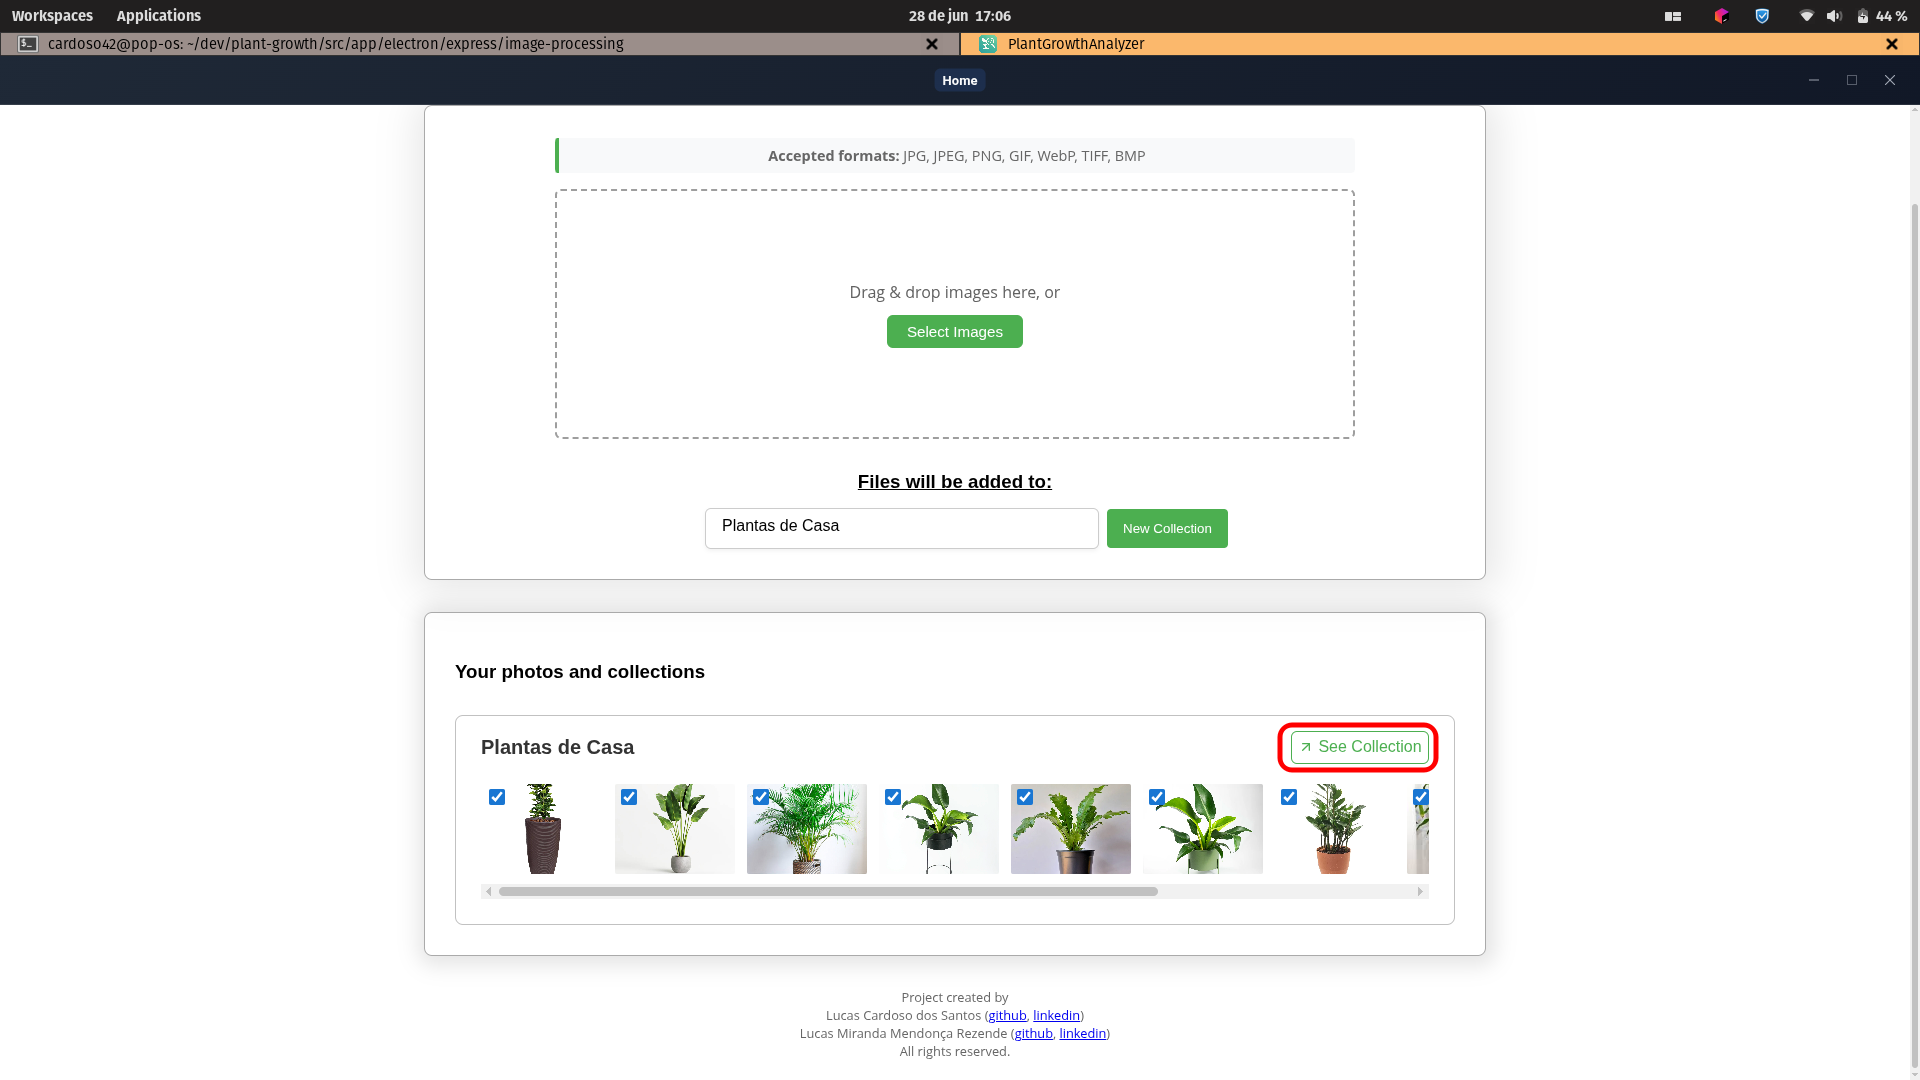 Workspaces Applications 28 de jun 17:06 44 %
cardoso42@pop-os: ~/dev/plant-growth/src/app/electron/express/image-processing PlantGrowthAnalyzer
Home
Accepted formats: JPG, JPEG, PNG, GIF, WebP, TIFF, BMP
Drag & drop images here, or
Select Images
Files will be added to:
Plantas de Casa New Collection
Your photos and collections
Plantas de Casa See Collection
Project created by
Lucas Cardoso dos Santos (github, linkedin)
Lucas Miranda Mendonça Rezende (github, linkedin)
All rights reserved.